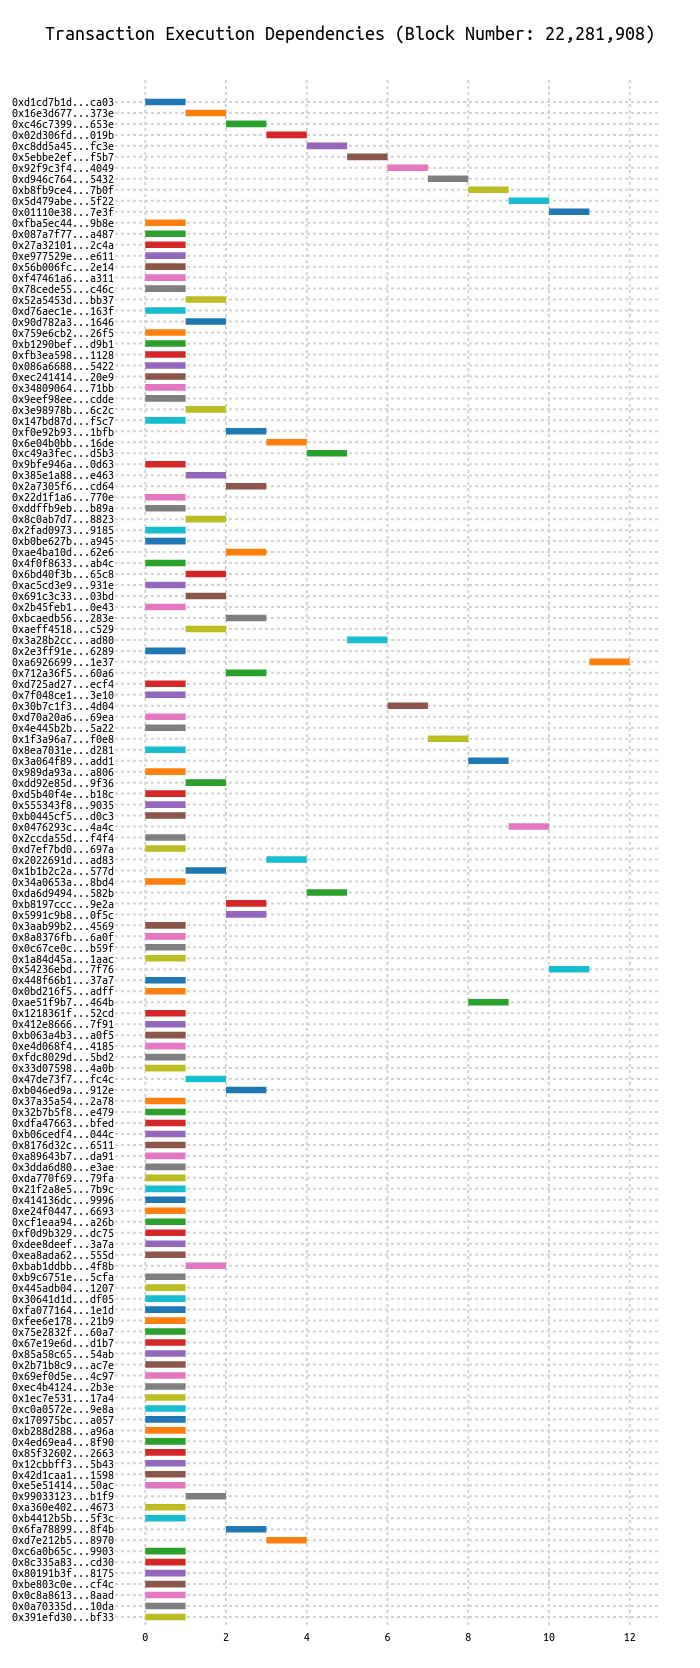 Transaction Execution Dependencies (Block Number: 22,281,908)
0xd1cd7b1d...ca03
0x16e3d677...373e
0xc46c7399...653e
0x02d306fd...019b
0xc8dd5a45...fc3e
0x5ebbe2ef...f5b7
0x92f9c3f4...4049
0xd946c764...5432
0xb8fb9ce4...7b0f
0x5d479abe...5f22
0x01110e38...7e3f
0xfba5ec44...9b8e
0x087a7f77...a487
0x27a32101...2c4a
0xe977529e...e611
0x56b006fc...2e14
0xf47461a6...a311
0x78cede55...c46c
0x52a5453d...bb37
0xd76aec1e...163f
0x90d782a3...1646
0x759e6cb2...26f5
0xb1290bef...d9b1
0xfb3ea598...1128
0x086a6688...5422
0xec241414...20e9
0x34809064...71bb
0x9eef98ee...cdde
0x3e98978b...6c2c
0x147bd87d...f5c7
0xf0e92b93...1bfb
0x6e04b0bb...16de
0xc49a3fec...d5b3
0x9bfe946a...0d63
0x385e1a88...e463
0x2a7305f6...cd64
0x22d1f1a6...770e
0xddffb9eb...b89a
0x8c0ab7d7...8823
0x2fad0973...9185
0xb0be627b...a945
0xae4ba10d...62e6
0x4f0f8633...ab4c
0x6bd40f3b...65c8
0xac5cd3e9...931e
0x691c3c33...03bd
0x2b45feb1...0e43
0xbcaedb56...283e
0xaeff4518...c529
0x3a28b2cc...ad80
0x2e3ff91e...6289
0xa6926699...1e37
0x712a36f5...60a6
0xd725ad27...ecf4
0x7f048ce1...3e10
0x30b7c1f3...4d04
0xd70a20a6...69ea
0x4e445b2b...5a22
0x1f3a96a7...f0e8
0x8ea7031e...d281
0x3a064f89...add1
0x989da93a...a806
0xdd92e85d...9f36
0xd5b40f4e...b18c
0x555343f8...9035
0xb0445cf5...d0c3
0x0476293c...4a4c
0x2ccda55d...f4f4
0xd7ef7bd0...697a
0x2022691d...ad83
0x1b1b2c2a...577d
0x34a0653a...8bd4
0xda6d9494...582b
0xb8197ccc...9e2a
0x5991c9b8...0f5c
0x3aab99b2...4569
0x8a8376fb...6a0f
0x0c67ce0c...b59f
0x1a84d45a...1aac
0x54236ebd...7f76
0x448f66b1...37a7
0x0bd216f5...adff
0xae51f9b7...464b
0x1218361f...52cd
0x412e8666...7f91
0xb063a4b3...a0f5
0xe4d068f4...4185
0xfdc8029d...5bd2
0x33d07598...4a0b
0x47de73f7...fc4c
0xb046ed9a...912e
0x37a35a54...2a78
0x32b7b5f8...e479
0xdfa47663...bfed
0xb06cedf4...044c
0x8176d32c...6511
0xa89643b7...da91
0x3dda6d80...e3ae
0xda770f69...79fa
0x21f2a8e5...7b9c
0x414136dc...9996
0xe24f0447...6693
0xcf1eaa94...a26b
0xf0d9b329...dc75
0xdee8deef...3a7a
0xea8ada62...555d
0xbab1ddbb...4f8b
0xb9c6751e...5cfa
0x445adb04...1207
0x30641d1d...df05
0xfa077164...1e1d
0xfee6e178...21b9
0x75e2832f...60a7
0x67e19e6d...d1b7
0x85a58c65...54ab
0x2b71b8c9...ac7e
0x69ef0d5e...4c97
0xec4b4124...2b3e
0x1ec7e531...17a4
0xc0a0572e...9e8a
0x170975bc...a057
0xb288d288...a96a
0x4ed69ea4...8f90
0x85f32602...2663
0x12cbbff3...5b43
0x42d1caa1...1598
0xe5e51414...50ac
0x99033123...b1f9
0xa360e402...4673
0xb4412b5b...5f3c
0x6fa78899...8f4b
0xd7e212b5...8970
0xc6a0b65c...9903
0x8c335a83...cd30
0x80191b3f...8175
0xbe803c0e...cf4c
0x0c8a8613...8aad
0x0a70335d...10da
0x391efd30...bf33
0 2 4 6 8 10 12